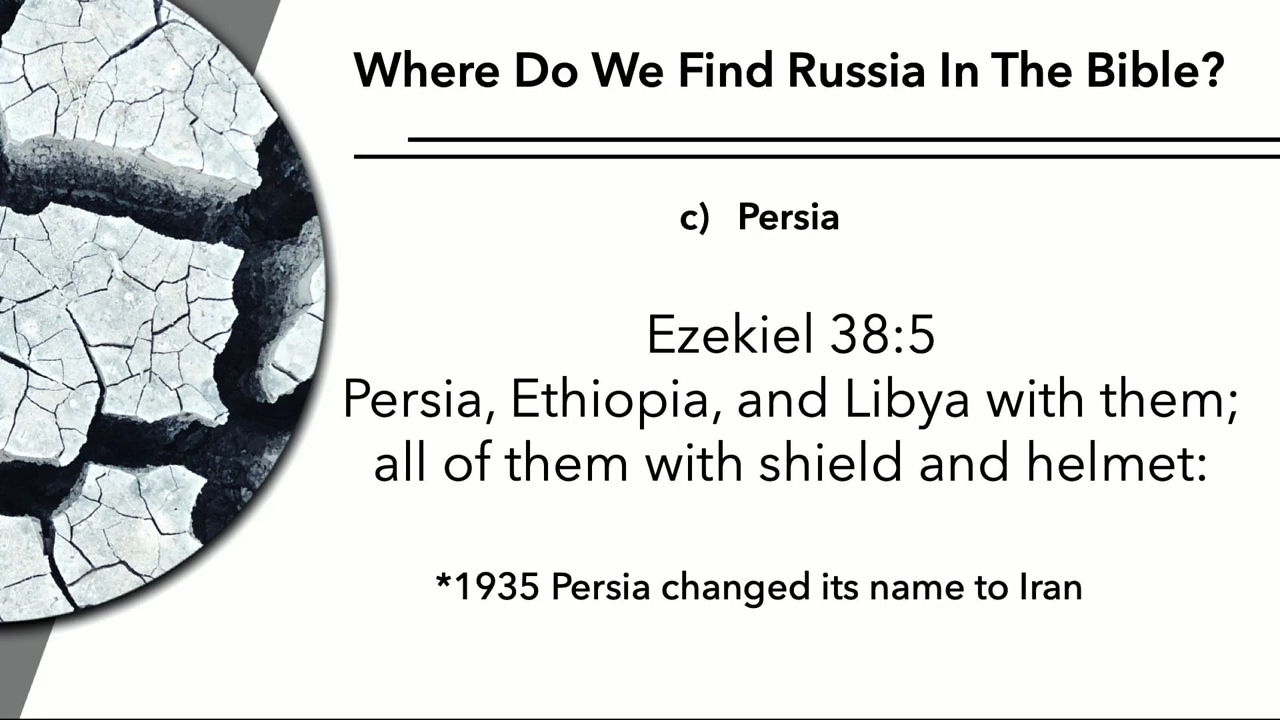 Where Do We Find Russia In The Bible?
c) Persia
Ezekiel 38:5
Persia, Ethiopia, and Libya with them;
all of them with shield and helmet:
*1935 Persia changed its name to Iran